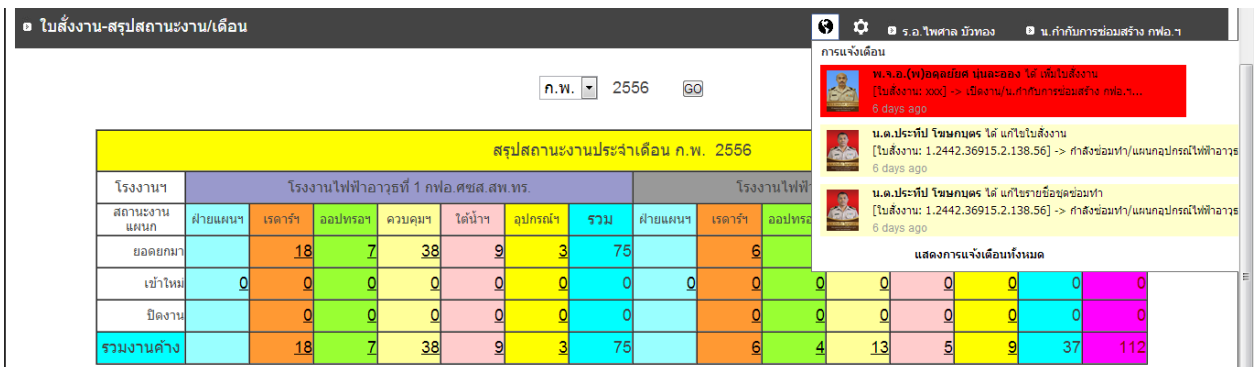 ใบสั่งงาน-สรุปสถานะงาน/เดือน
ร.อ.ไพศาล บัวทอง น.กำกับการซ่อมสร้าง กฟอ.ฯ
การแจ้งเตือน
พ.จ.อ.(พ)อดุลย์ยศ ปุ่นละออง ได้ เพิ่มใบสั่งงาน
[ใบสั่งงาน: xxx] -> เปิดงาน/น.กำกับการซ่อมสร้าง กฟอ.ฯ...
6 days ago
น.ต.ประทีป โฆษกบุตร ได้ แก้ไขใบสั่งงาน
[ใบสั่งงาน: 1.2442.36915.2.138.56] -> กำลังซ่อมทำ/แผนกอุปกรณ์ไฟฟ้าอาวุธ
6 days ago
น.ต.ประทีป โฆษกบุตร ได้ แก้ไขรายชื่อชุดซ่อมทำ
[ใบสั่งงาน: 1.2442.36915.2.138.56] -> กำลังซ่อมทำ/แผนกอุปกรณ์ไฟฟ้าอาวุธ
6 days ago
แสดงการแจ้งเตือนทั้งหมด
ก.พ. 2556 GO
สรุปสถานะงานประจำเดือน ก.พ. 2556
โรงงานฯ โรงงานไฟฟ้าอาวุธที่ 1 กฟอ.ศซส.สพ.ทร. โรงงานไฟฟ้า
สถานะงาน
แผนก ฝ่ายแผนฯ เรดาร์ฯ ออปทรอฯ ควบคุมฯ ใต้น้ำฯ อุปกรณ์ฯ รวม ฝ่ายแผนฯ เรดาร์ฯ ออปทรอ
ยอดยกมา 18 7 38 9 3 75 6
เข้าใหม่ 0 0 0 0 0 0 0 0 0 0 0 0 0 0 0
ปิดงาน 0 0 0 0 0 0 0 0 0 0 0 0 0
รวมงานค้าง 18 7 38 9 3 75 6 4 13 5 9 37 112